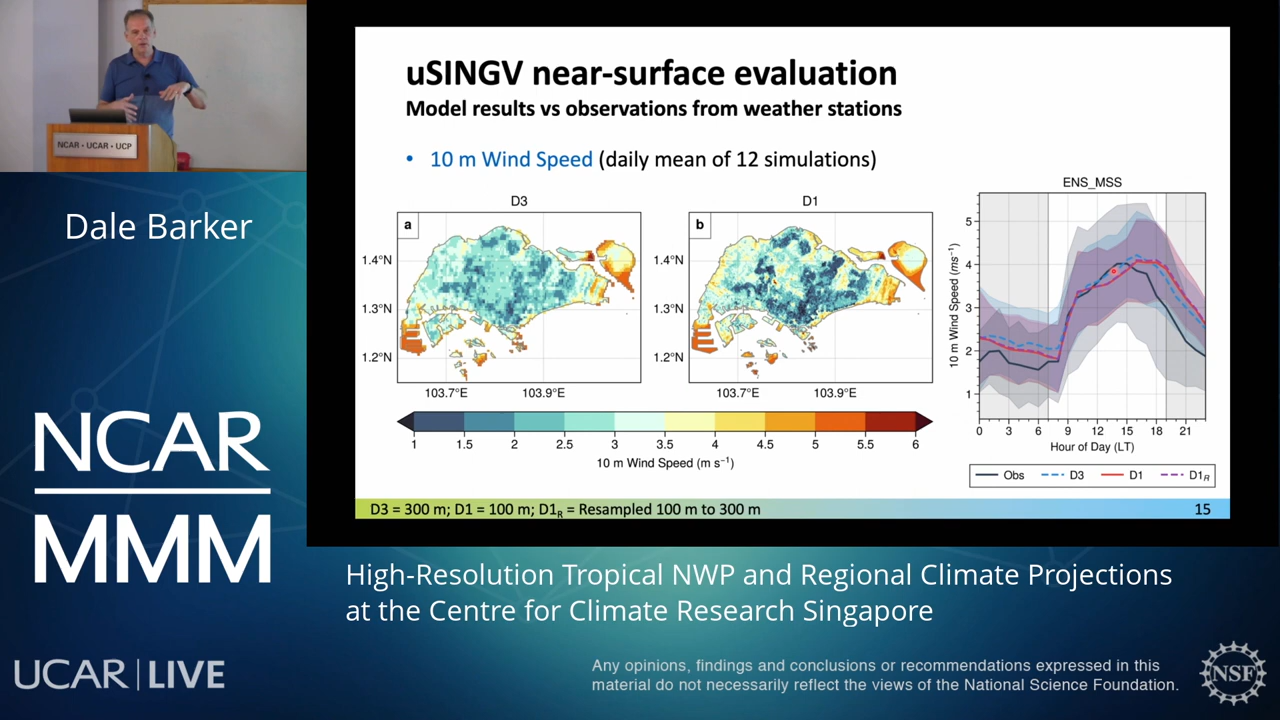 NCAR • UCAR • UCP
Dale Barker
NCAR
MMM
UCAR | LIVE
uSINGV near-surface evaluation
Model results vs observations from weather stations
• 10 m Wind Speed (daily mean of 12 simulations)
D3
a
1.4°N
1.3°N
1.2°N
103.7°E 103.9°E
D1
b
1.4°N
1.3°N
1.2°N
103.7°E 103.9°E
1 1.5 2 2.5 3 3.5 4 4.5 5 5.5 6
10 m Wind Speed (m s⁻¹)
ENS_MSS
10 m Wind Speed (ms⁻¹)
5
4
3
2
1
0 3 6 9 12 15 18 21
Hour of Day (LT)
Obs D3 D1 D1R
D3 = 300 m; D1 = 100 m; D1R = Resampled 100 m to 300 m
15
High-Resolution Tropical NWP and Regional Climate Projections
at the Centre for Climate Research Singapore
Any opinions, findings and conclusions or recommendations expressed in this
material do not necessarily reflect the views of the National Science Foundation.
NSF